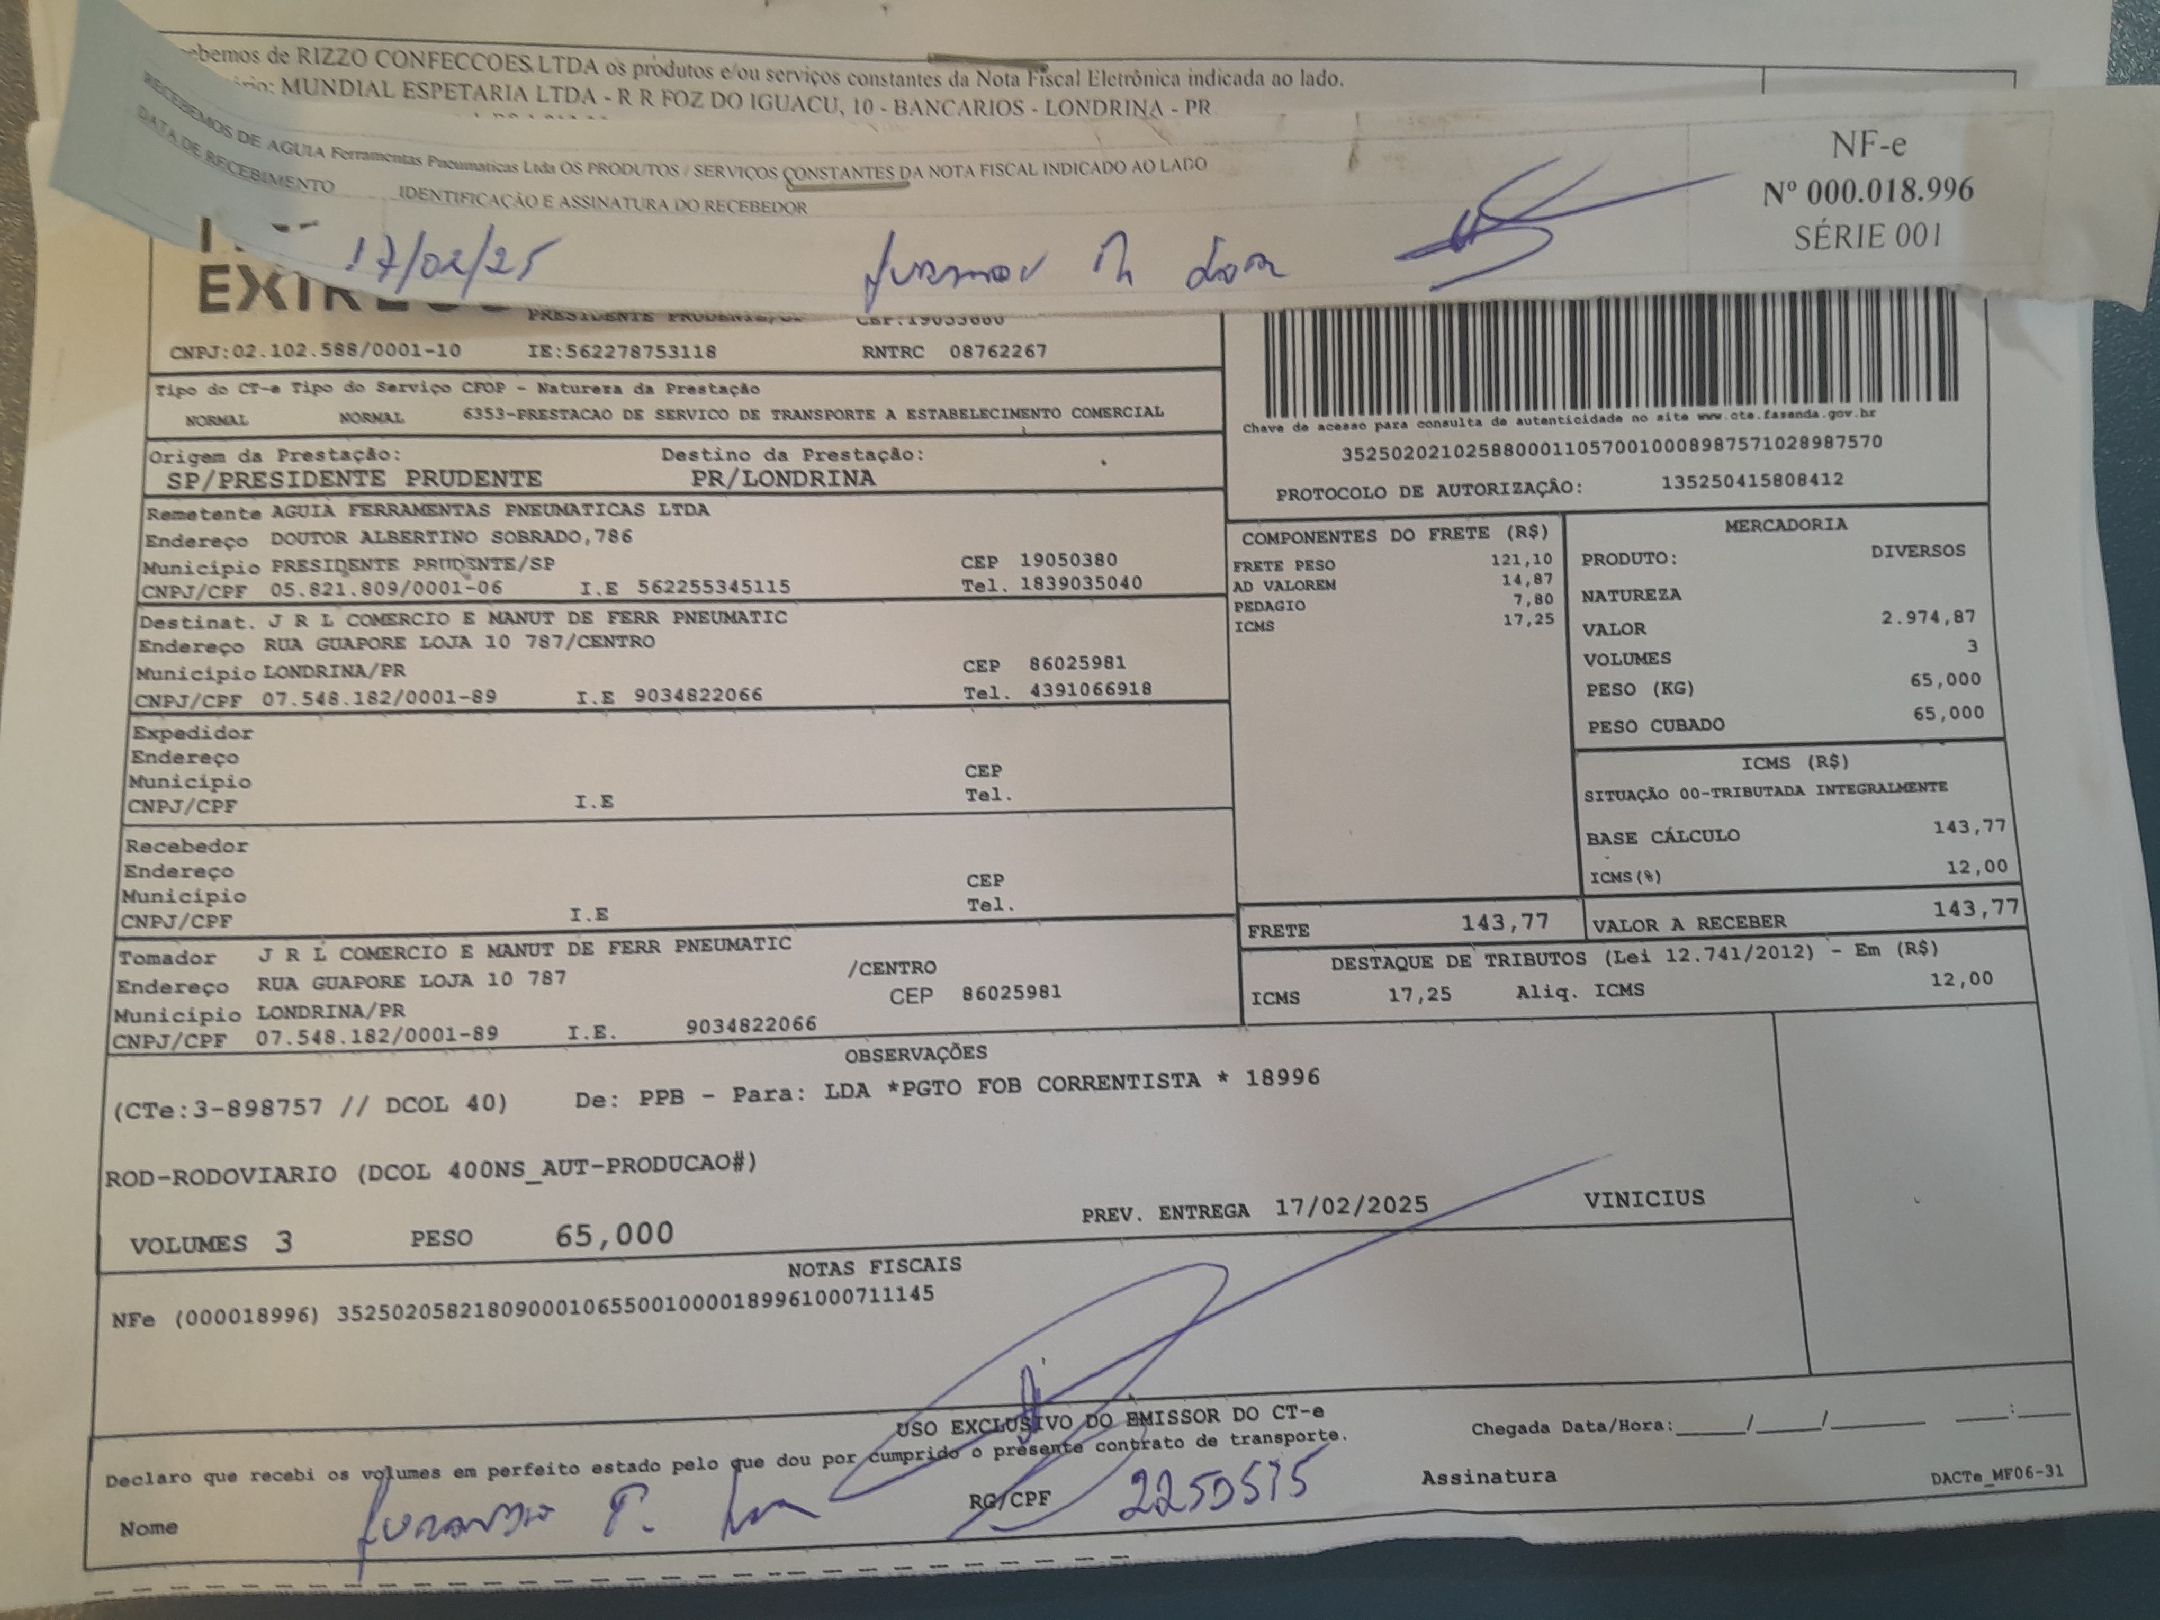 ebemos de RIZZO CONFECCOES LTDA os produtos e/ou serviços constantes da Nota Fiscal Eletrônica indicada ao lado.
MUNDIAL ESPETARIA LTDA - R R FOZ DO IGUACU, 10 - BANCARIOS - LONDRINA - PR
RECEBEMOS DE AGUIA Ferramentas Pneumaticas Ltda OS PRODUTOS / SERVIÇOS CONSTANTES DA NOTA FISCAL INDICADO AO LADO
DATA DE RECEBIMENTO IDENTIFICAÇÃO E ASSINATURA DO RECEBEDOR
NF-e
Nº 000.018.996
SÉRIE 001
17/02/25
PRESIDENTE PRUDENTE/SP CEP:19053660
CNPJ:02.102.588/0001-10 IE:562278753118 RNTRC 08762267
Tipo do CT-e Tipo do Serviço CFOP - Natureza da Prestação
NORMAL NORMAL 6353-PRESTACAO DE SERVICO DE TRANSPORTE A ESTABELECIMENTO COMERCIAL
Chave de acesso para consulta de autenticidade no site www.cte.fazenda.gov.br
35250202102588000110570010008987571028987570
PROTOCOLO DE AUTORIZAÇÃO: 135250415808412
Origem da Prestação: Destino da Prestação:
SP/PRESIDENTE PRUDENTE PR/LONDRINA
Remetente AGUIA FERRAMENTAS PNEUMATICAS LTDA
Endereço DOUTOR ALBERTINO SOBRADO,786
Município PRESIDENTE PRUDENTE/SP CEP 19050380
CNPJ/CPF 05.821.809/0001-06 I.E 562255345115 Tel. 1839035040
Destinat. J R L COMERCIO E MANUT DE FERR PNEUMATIC
Endereço RUA GUAPORE LOJA 10 787/CENTRO
Município LONDRINA/PR CEP 86025981
CNPJ/CPF 07.548.182/0001-89 I.E 9034822066 Tel. 4391066918
Expedidor
Endereço
Município CEP
CNPJ/CPF I.E Tel.
Recebedor
Endereço
Município CEP
CNPJ/CPF I.E Tel.
Tomador J R L COMERCIO E MANUT DE FERR PNEUMATIC
Endereço RUA GUAPORE LOJA 10 787 /CENTRO
Município LONDRINA/PR CEP 86025981
CNPJ/CPF 07.548.182/0001-89 I.E. 9034822066
COMPONENTES DO FRETE (R$)
FRETE PESO 121,10
AD VALOREM 14,87
PEDAGIO 7,80
ICMS 17,25
MERCADORIA
PRODUTO: DIVERSOS
NATUREZA
VALOR 2.974,87
VOLUMES 3
PESO (KG) 65,000
PESO CUBADO 65,000
ICMS (R$)
SITUAÇÃO 00-TRIBUTADA INTEGRALMENTE
BASE CÁLCULO 143,77
ICMS(%) 12,00
FRETE 143,77 VALOR A RECEBER 143,77
DESTAQUE DE TRIBUTOS (Lei 12.741/2012) - Em (R$)
ICMS 17,25 Aliq. ICMS 12,00
OBSERVAÇÕES
(CTe:3-898757 // DCOL 40) De: PPB - Para: LDA *PGTO FOB CORRENTISTA * 18996
ROD-RODOVIARIO (DCOL 400NS_AUT-PRODUCAO#)
VOLUMES 3 PESO 65,000 PREV. ENTREGA 17/02/2025 VINICIUS
NOTAS FISCAIS
NFe (000018996) 35250205821809000106550010000189961000711145
USO EXCLUSIVO DO EMISSOR DO CT-e
Declaro que recebi os volumes em perfeito estado pelo que dou por cumprido o presente contrato de transporte.
Chegada Data/Hora:_____/_____/_______ ____:____
Nome RG/CPF 2250575 Assinatura
DACTe_MF06-31